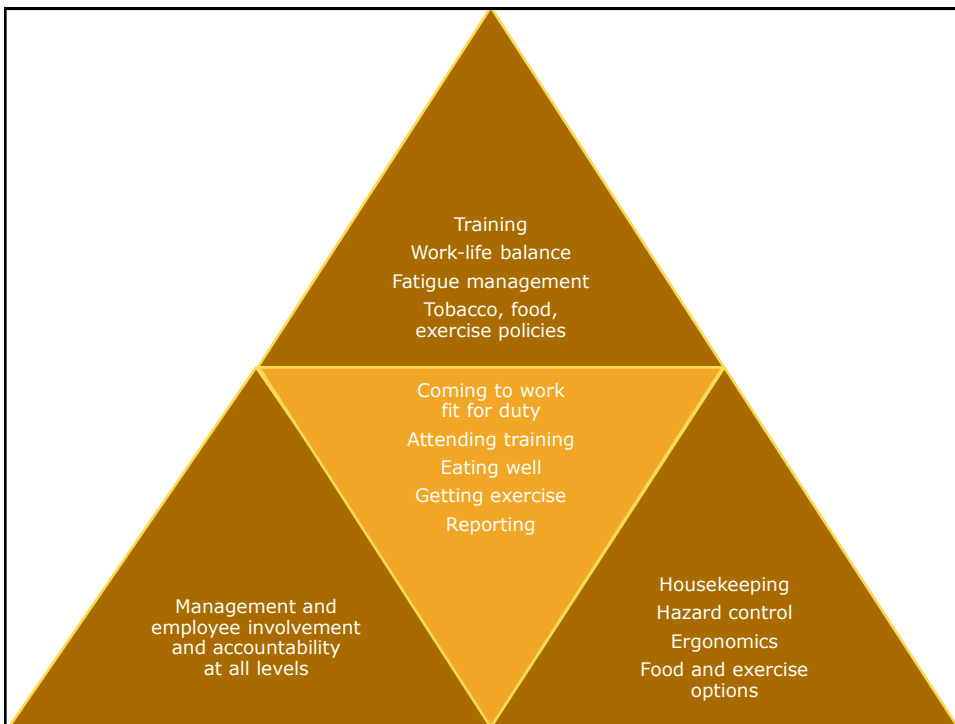 Training
Work-life balance
Fatigue management
Tobacco, food,
exercise policies
Coming to work
fit for duty
Attending training
Eating well
Getting exercise
Reporting
Management and
employee involvement
and accountability
at all levels
Housekeeping
Hazard control
Ergonomics
Food and exercise
options